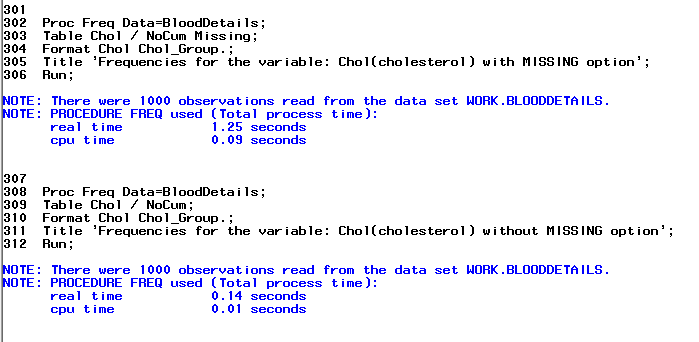 301
302  Proc Freq Data=BloodDetails;
303  Table Chol / NoCum Missing;
304  Format Chol Chol_Group.;
305  Title 'Frequencies for the variable: Chol(cholesterol) with MISSING option';
306  Run;
NOTE: There were 1000 observations read from the data set WORK.BLOODDETAILS.
NOTE: PROCEDURE FREQ used (Total process time):
      real time           1.25 seconds
      cpu time            0.09 seconds
307
308  Proc Freq Data=BloodDetails;
309  Table Chol / NoCum;
310  Format Chol Chol_Group.;
311  Title 'Frequencies for the variable: Chol(cholesterol) without MISSING option';
312  Run;
NOTE: There were 1000 observations read from the data set WORK.BLOODDETAILS.
NOTE: PROCEDURE FREQ used (Total process time):
      real time           0.14 seconds
      cpu time            0.01 seconds